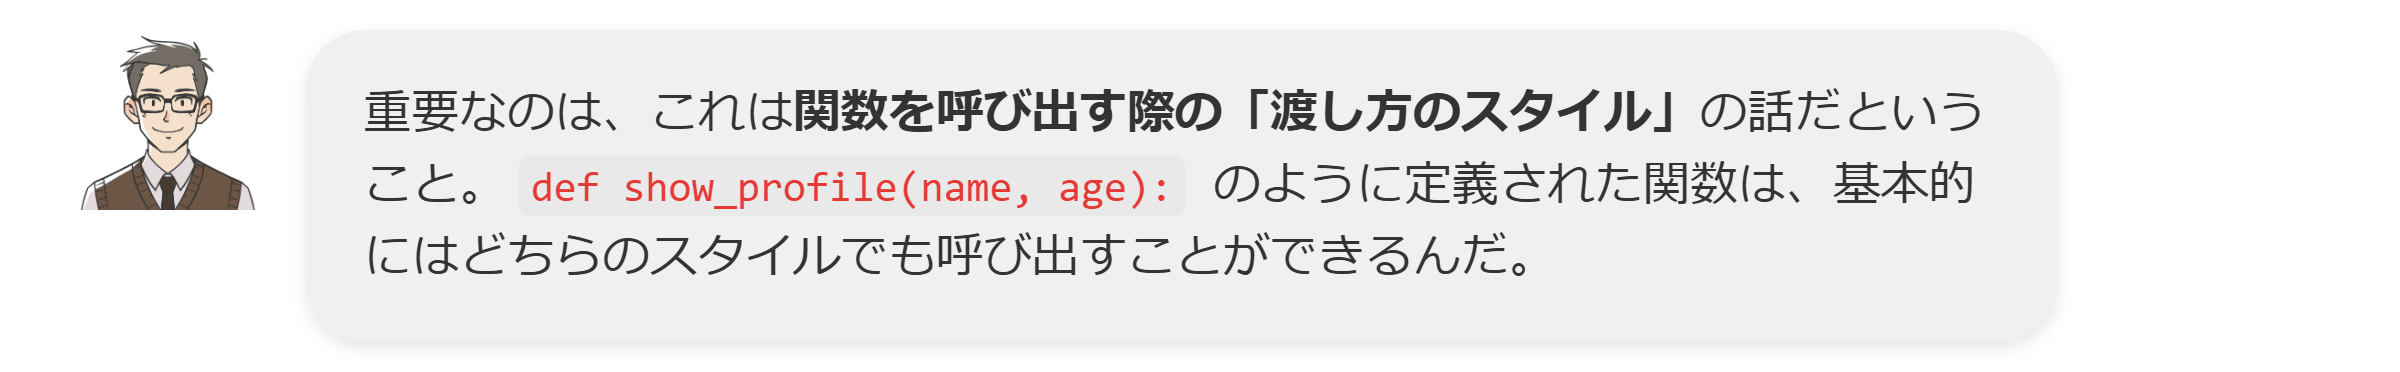 重要なのは、これは関数を呼び出す際の「渡し方のスタイル」の話だという
こと。 def show_profile(name, age): のように定義された関数は、基本的
にはどちらのスタイルでも呼び出すことができるんだ。